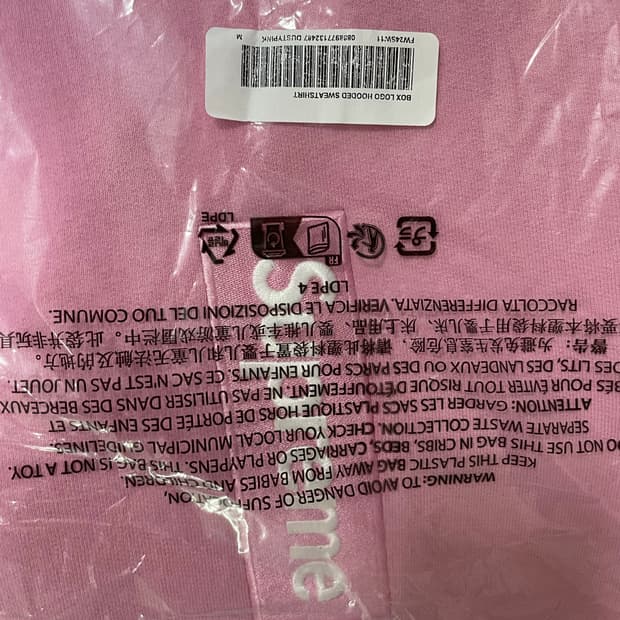 Supreme
WARNING: TO AVOID DANGER OF SUFFOCATION,
KEEP THIS PLASTIC BAG AWAY FROM BABIES AND CHILDREN.
DO NOT USE THIS BAG IN CRIBS, BEDS, CARRIAGES OR PLAYPENS. THIS BAG IS NOT A TOY.
SEPARATE WASTE COLLECTION. CHECK YOUR LOCAL MUNICIPAL GUIDELINES.
ATTENTION: GARDER LES SACS PLASTIQUE HORS DE PORTÉE DES ENFANTS ET
BÉS POUR ÉVITER TOUT RISQUE D'ÉTOUFFEMENT. NE PAS UTILISER DANS DES BERCEAUX
DES LITS, DES LANDEAUX OU DES PARCS POUR ENFANTS. CE SAC N'EST PAS UN JOUET.
警告：为避免发生窒息危险，请将此塑料袋置于婴儿和儿童无法触及的地方。
要将本塑料袋用于婴儿床、床上用品、婴儿推车或儿童游戏围栏中。此袋并非玩具
RACCOLTA DIFFERENZIATA. VERIFICA LE DISPOSIZIONI DEL TUO COMUNE.
LDPE 4
プラ
FR
LDPE
BOX LOGO HOODED SWEATSHIRT
FW24SW11 0858977132487 DUSTYPINK M